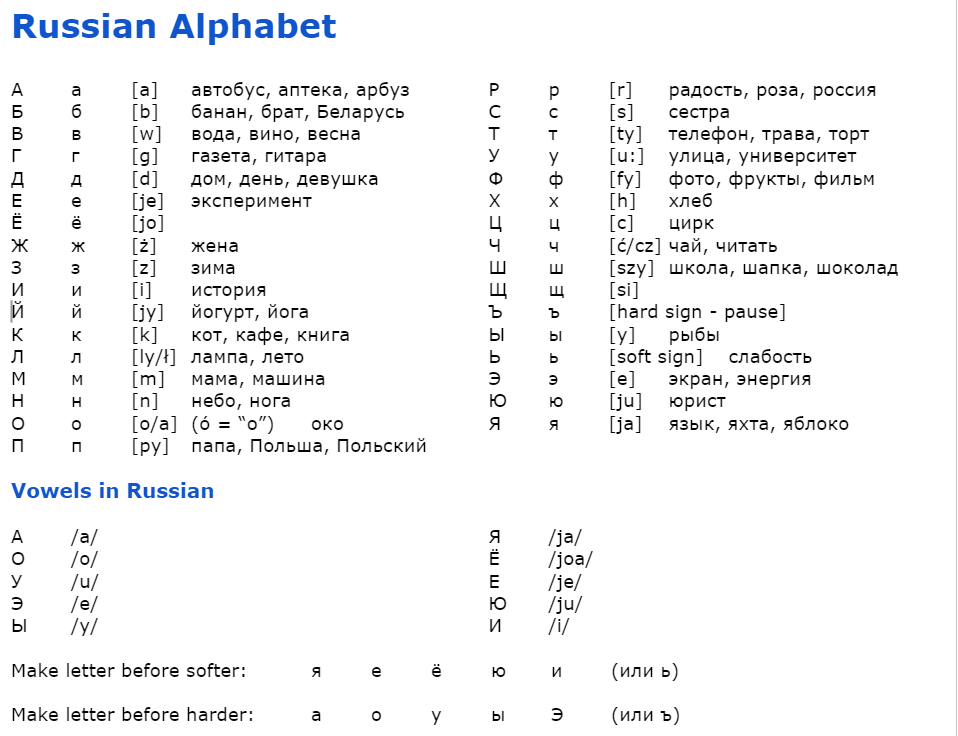 Russian Alphabet
А а [a] автобус, аптека, арбуз
Б б [b] банан, брат, Беларусь
В в [w] вода, вино, весна
Г г [g] газета, гитара
Д д [d] дом, день, девушка
Е е [je] эксперимент
Ё ё [jo]
Ж ж [ż] жена
З з [z] зима
И и [i] история
Й й [jy] йогурт, йога
К к [k] кот, кафе, книга
Л л [ly/ł] лампа, лето
М м [m] мама, машина
Н н [n] небо, нога
О о [o/a] (ó = “o”) око
П п [py] папа, Польша, Польский
Р р [r] радость, роза, россия
С с [s] сестра
Т т [ty] телефон, трава, торт
У у [u:] улица, университет
Ф ф [fy] фото, фрукты, фильм
Х х [h] хлеб
Ц ц [c] цирк
Ч ч [ć/cz] чай, читать
Ш ш [szy] школа, шапка, шоколад
Щ щ [si]
Ъ ъ [hard sign - pause]
Ы ы [y] рыбы
Ь ь [soft sign] слабость
Э э [e] экран, энергия
Ю ю [ju] юрист
Я я [ja] язык, яхта, яблоко
Vowels in Russian
А /a/
О /o/
У /u/
Э /e/
Ы /y/
Я /ja/
Ё /joa/
Е /je/
Ю /ju/
И /i/
Make letter before softer: я е ё ю и (или ь)
Make letter before harder: а о у ы Э (или ъ)